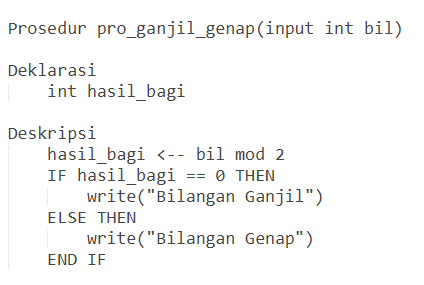 Prosedur pro_ganjil_genap(input int bil)
Deklarasi
int hasil_bagi
Deskripsi
hasil_bagi <-- bil mod 2
IF hasil_bagi == 0 THEN
write("Bilangan Ganjil")
ELSE THEN
write("Bilangan Genap")
END IF